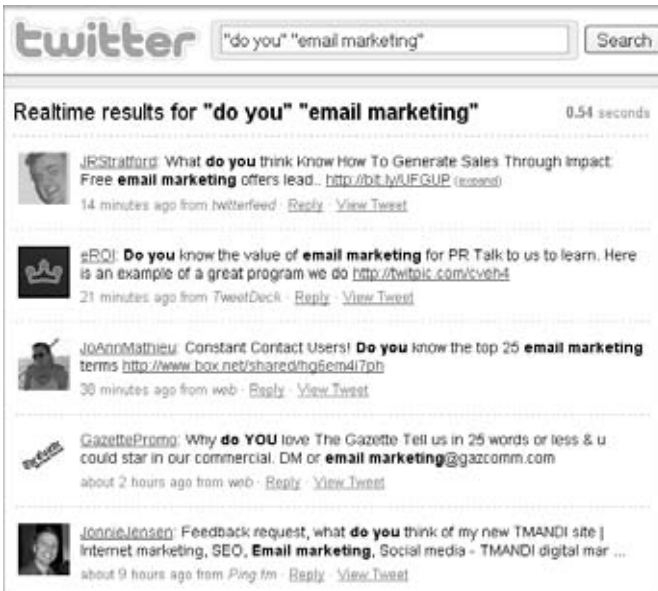 twitter
"do you" "email marketing"
Search
Realtime results for "do you" "email marketing"
0.54 seconds
JRStratford: What do you think Know How To Generate Sales Through Impact
Free email marketing offers lead.. http://bit.ly/UFGUP (expand)
14 minutes ago from twitterfeed · Reply · View Tweet
eROI: Do you know the value of email marketing for PR Talk to us to learn. Here
is an example of a great program we do http://twitpic.com/cveh4
21 minutes ago from TweetDeck · Reply · View Tweet
JoAnnMathieu: Constant Contact Users! Do you know the top 25 email marketing
terms http://www.box.net/shared/hg6em4i7ph
38 minutes ago from web · Reply · View Tweet
GazettePromo: Why do YOU love The Gazette Tell us in 25 words or less & u
could star in our commercial. DM or email marketing@gazcomm.com
about 2 hours ago from web · Reply · View Tweet
JonnieJensen: Feedback request, what do you think of my new TMANDI site |
Internet marketing, SEO, Email marketing, Social media - TMANDI digital mar ...
about 9 hours ago from Ping.fm · Reply · View Tweet